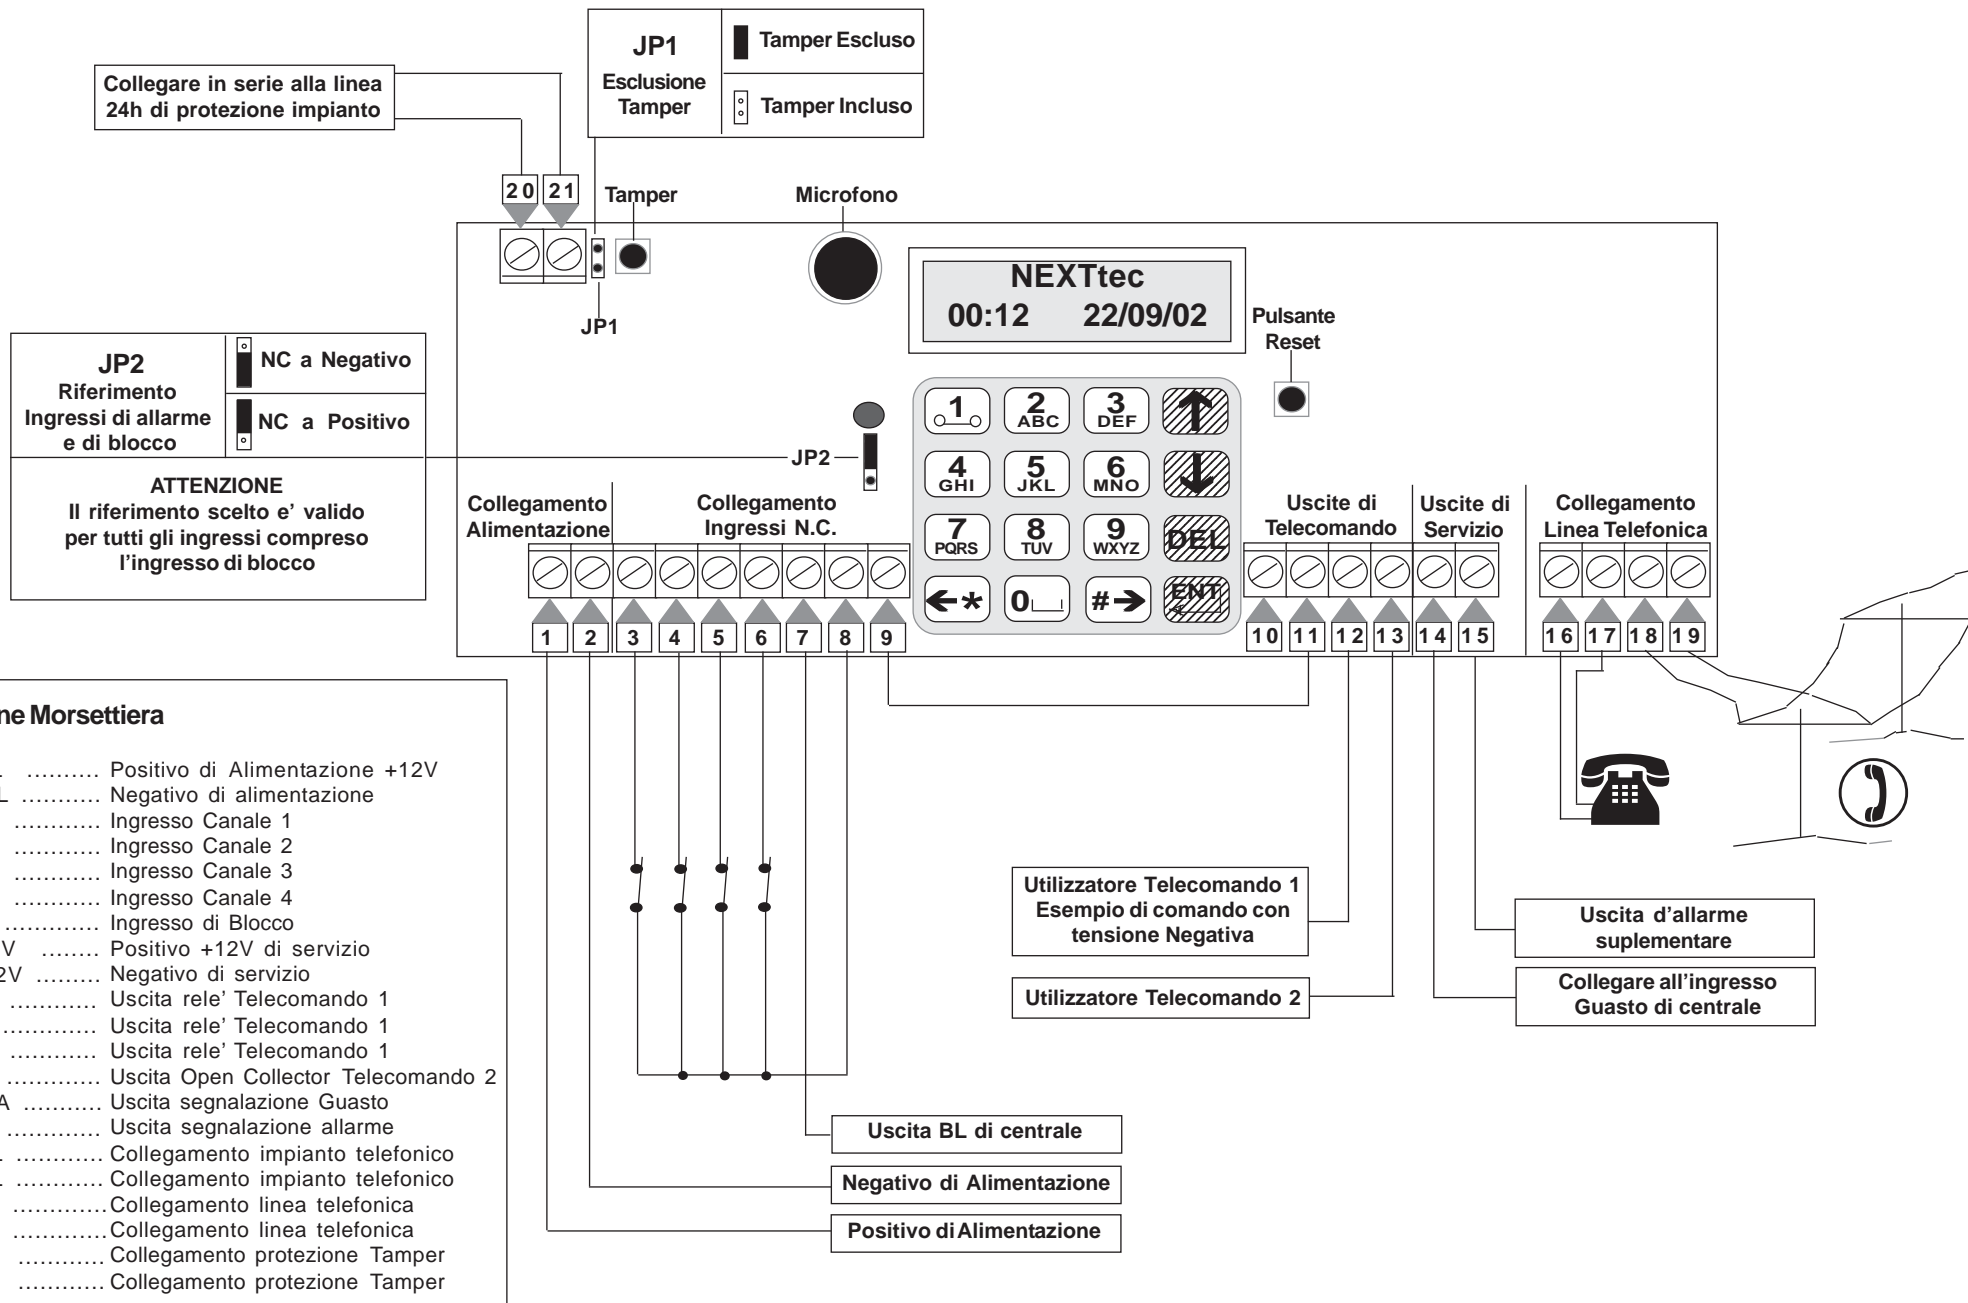 JP1
Esclusione
Tamper
Tamper Escluso
Tamper Incluso
Collegare in serie alla linea
24h di protezione impianto
20 21
Tamper
Microfono
JP1
NEXTtec
00:12 22/09/02
Pulsante
Reset
JP2
Riferimento
Ingressi di allarme
e di blocco
NC a Negativo
NC a Positivo
ATTENZIONE
Il riferimento scelto e' valido
per tutti gli ingressi compreso
l'ingresso di blocco
JP2
1
2
ABC
3
DEF
4
GHI
5
JKL
6
MNO
7
PQRS
8
TUV
9
WXYZ
DEL
*
0
#
ENT
Collegamento
Alimentazione
Collegamento
Ingressi N.C.
Uscite di
Telecomando
Uscite di
Servizio
Collegamento
Linea Telefonica
1 2 3 4 5 6 7 8 9
10 11 12 13 14 15 16 17 18 19
ne Morsettiera
.......... Positivo di Alimentazione +12V
L ........... Negativo di alimentazione
............ Ingresso Canale 1
............ Ingresso Canale 2
............ Ingresso Canale 3
............ Ingresso Canale 4
............. Ingresso di Blocco
V ........ Positivo +12V di servizio
2V ......... Negativo di servizio
............ Uscita rele' Telecomando 1
............. Uscita rele' Telecomando 1
............ Uscita rele' Telecomando 1
............. Uscita Open Collector Telecomando 2
A ........... Uscita segnalazione Guasto
............. Uscita segnalazione allarme
............ Collegamento impianto telefonico
............ Collegamento impianto telefonico
............. Collegamento linea telefonica
............. Collegamento linea telefonica
............ Collegamento protezione Tamper
............ Collegamento protezione Tamper
Utilizzatore Telecomando 1
Esempio di comando con
tensione Negativa
Utilizzatore Telecomando 2
Uscita d'allarme
suplementare
Collegare all'ingresso
Guasto di centrale
Uscita BL di centrale
Negativo di Alimentazione
Positivo di Alimentazione